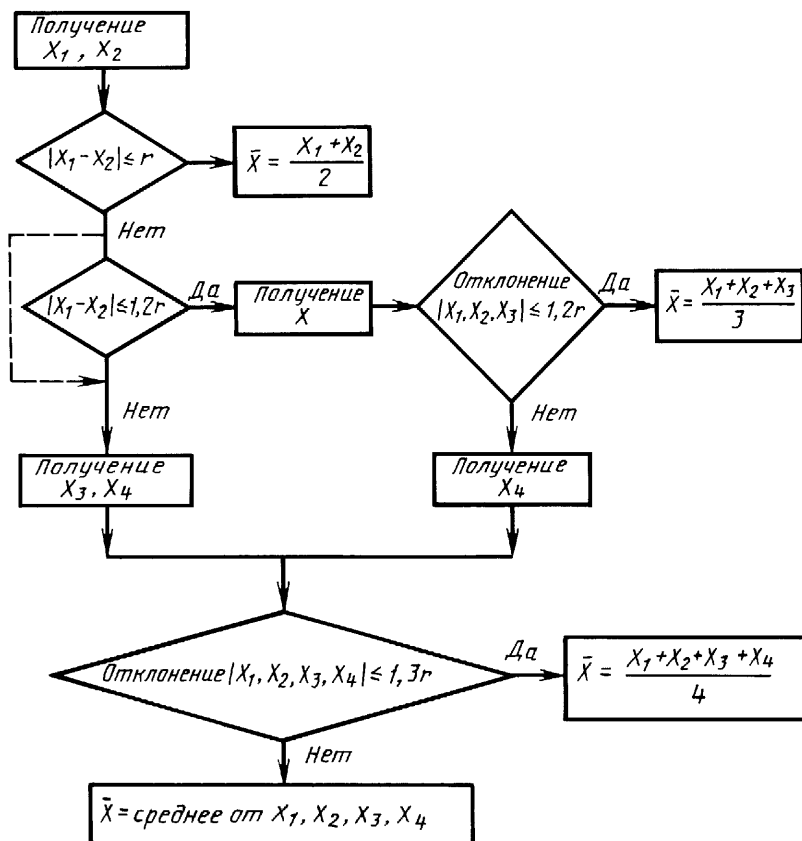 Получение
X₁, X₂
|X₁-X₂|≤r
X̄ = (X₁+X₂)/2
Нет
|X₁-X₂|≤1,2r
Да
Получение
X
Отклонение
|X₁,X₂,X₃|≤1,2r
Да
X̄ = (X₁+X₂+X₃)/3
Нет
Нет
Получение
X₃, X₄
Получение
X₄
Отклонение|X₁,X₂,X₃,X₄|≤1,3r
Да
X̄ = (X₁+X₂+X₃+X₄)/4
Нет
X̄=среднее от X₁, X₂, X₃, X₄